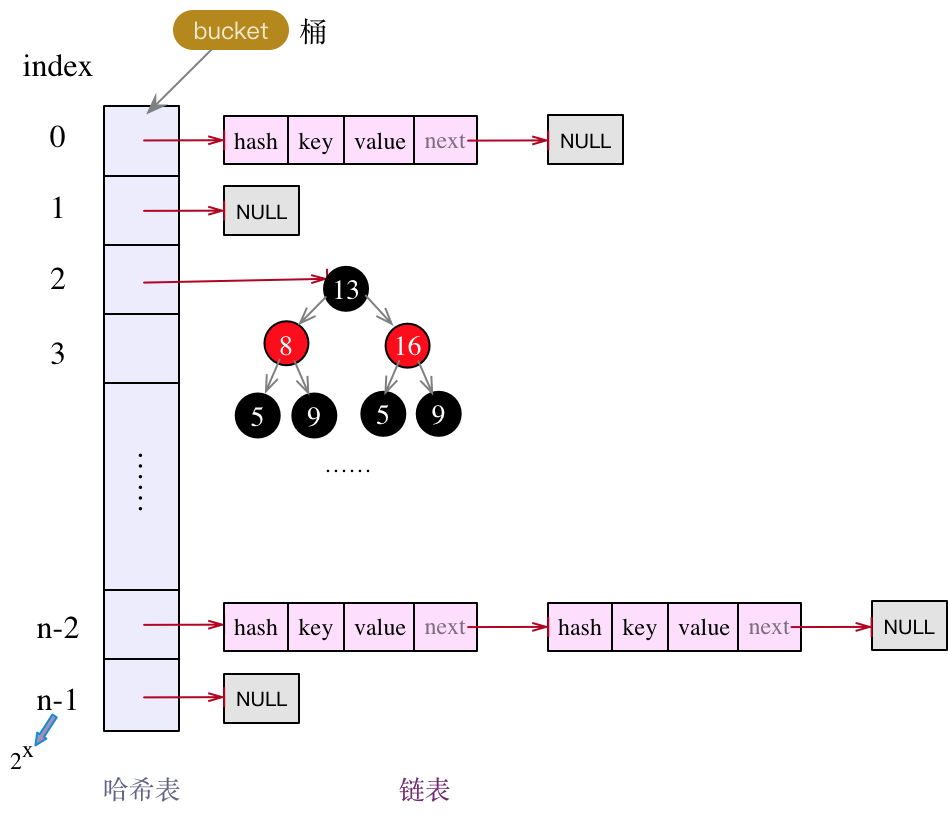 bucket 桶
index
0 hash key value next NULL
1 NULL
2 13
8 16
3
5 9 5 9
……
……
n-2 hash key value next hash key value next NULL
n-1 NULL
2^x
哈希表 链表